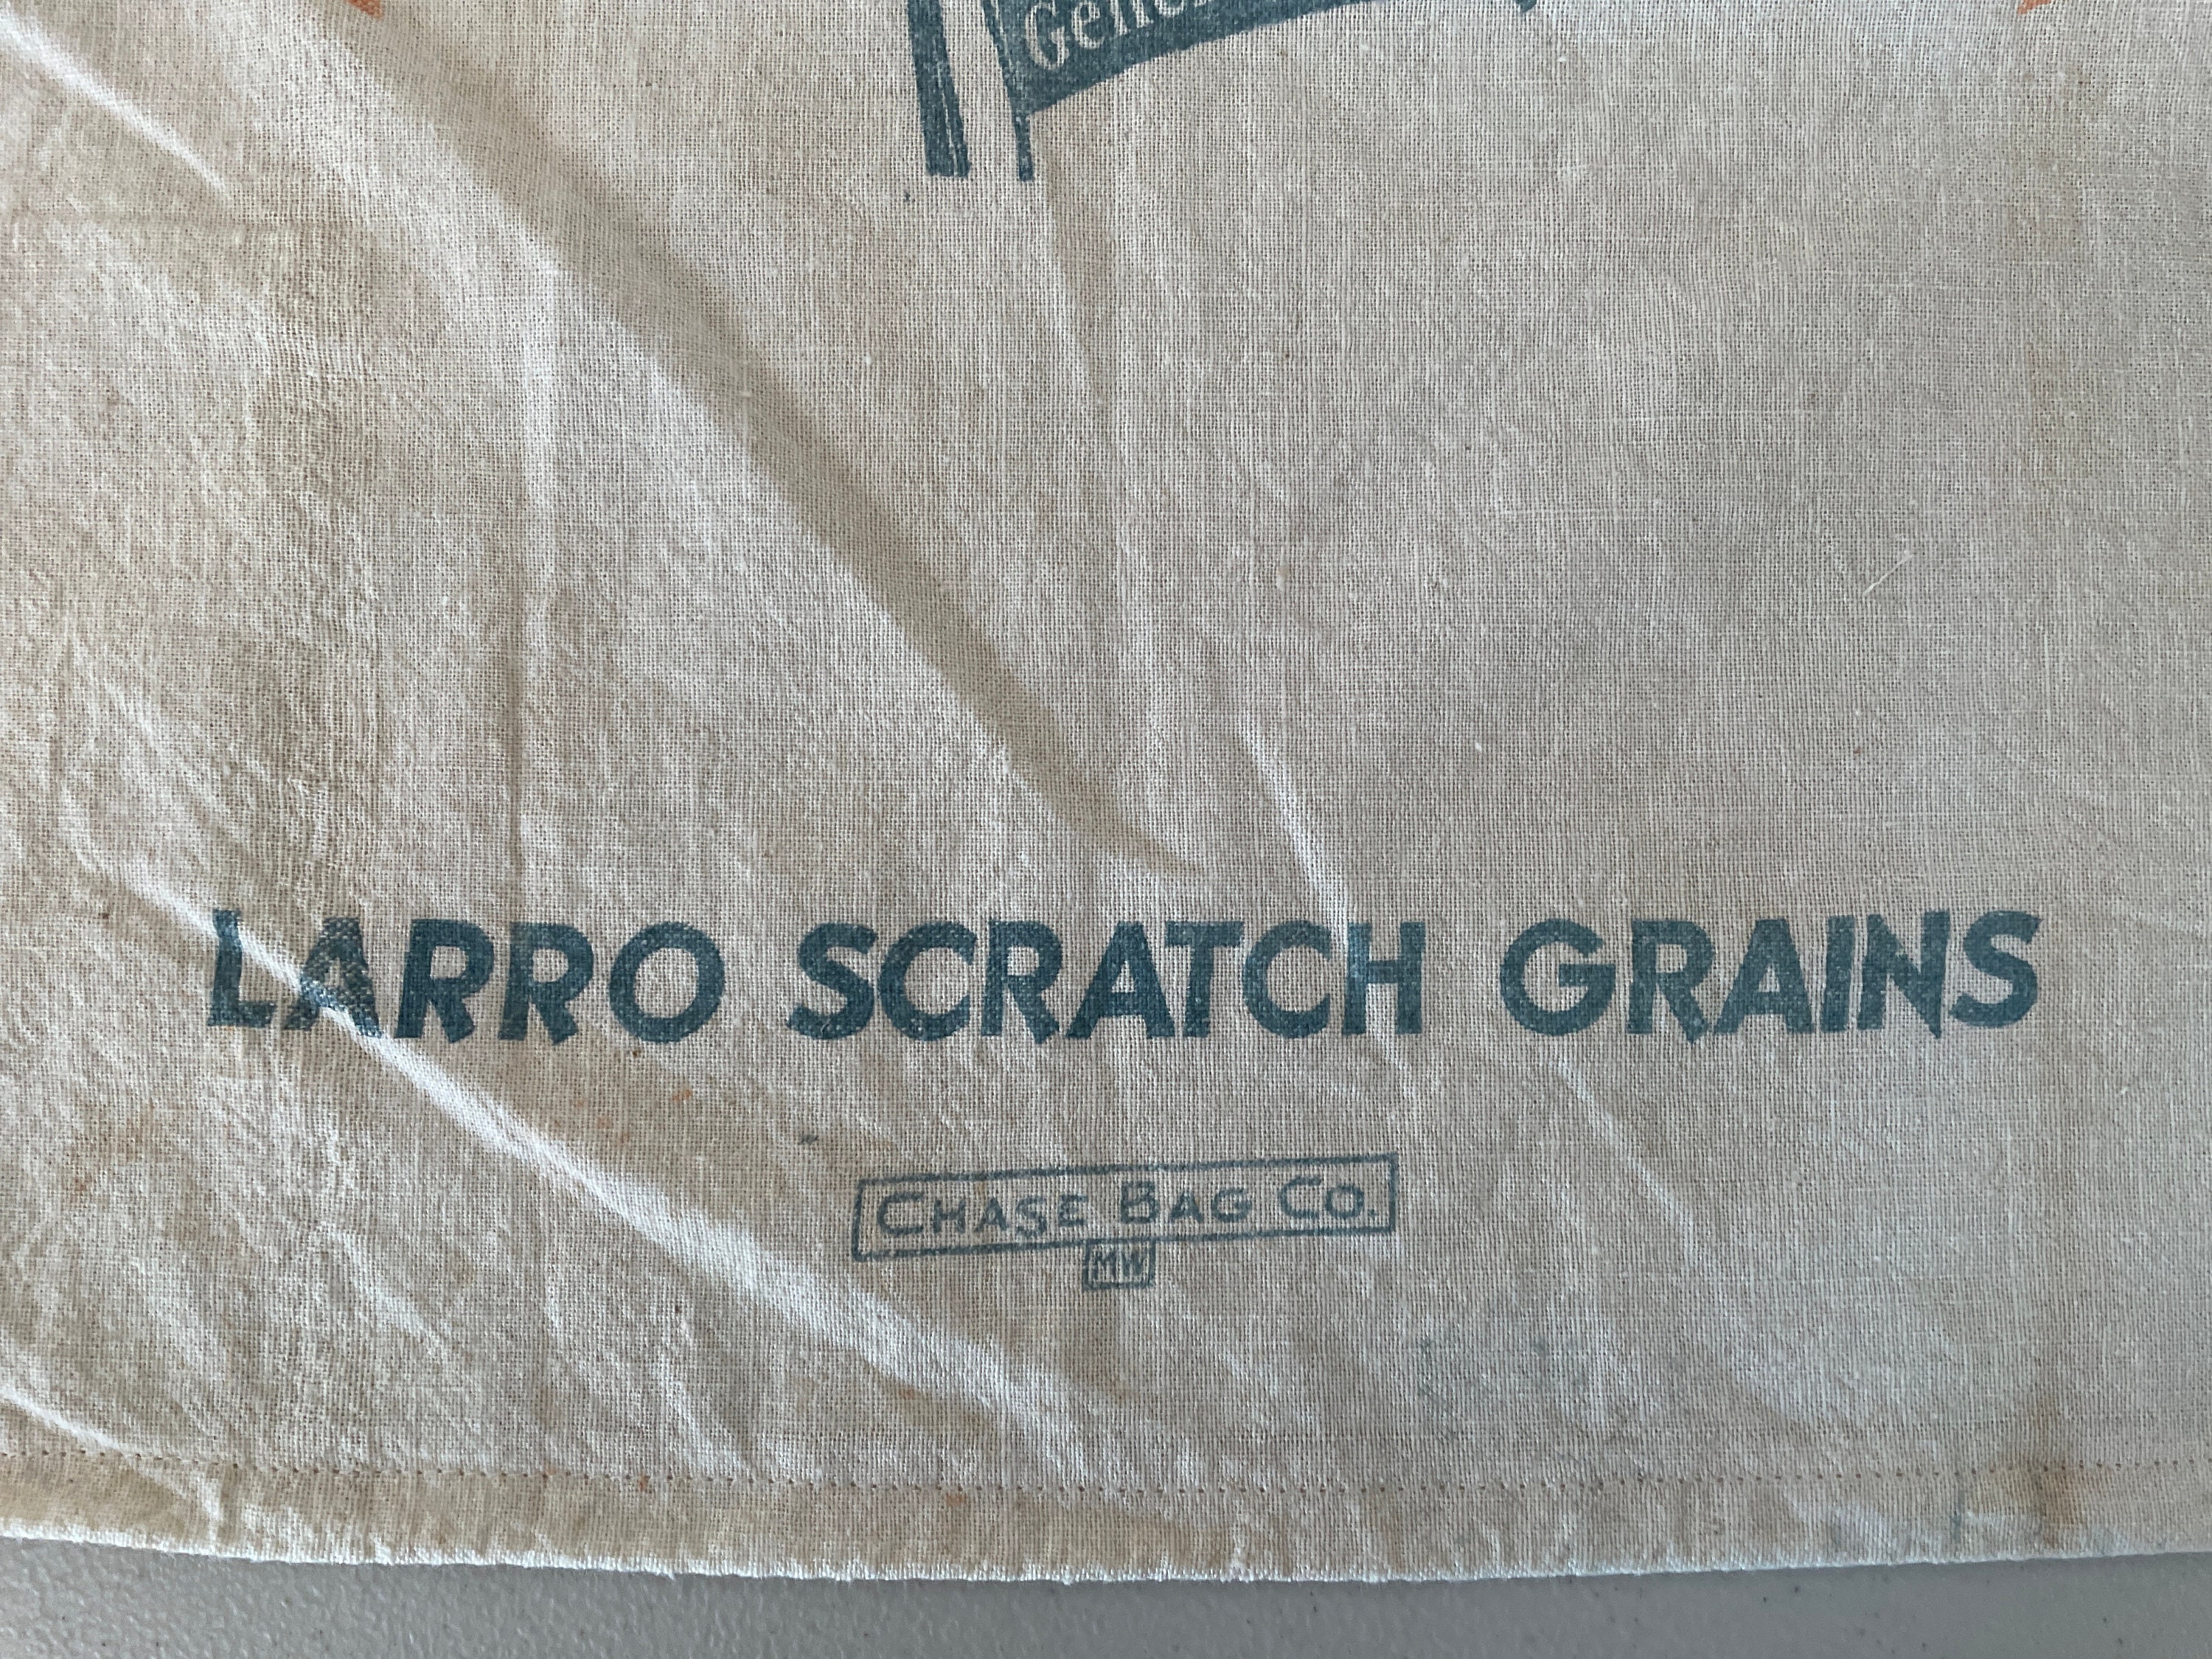 LARRO SCRATCH GRAINS
CHASE BAG CO.
MW